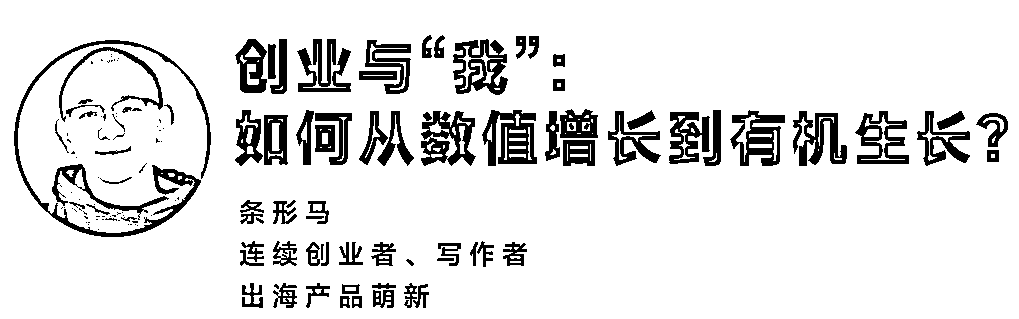 创业与“我”:
如何从数值增长到有机生长?
条形马
连续创业者、写作者
出海产品萌新